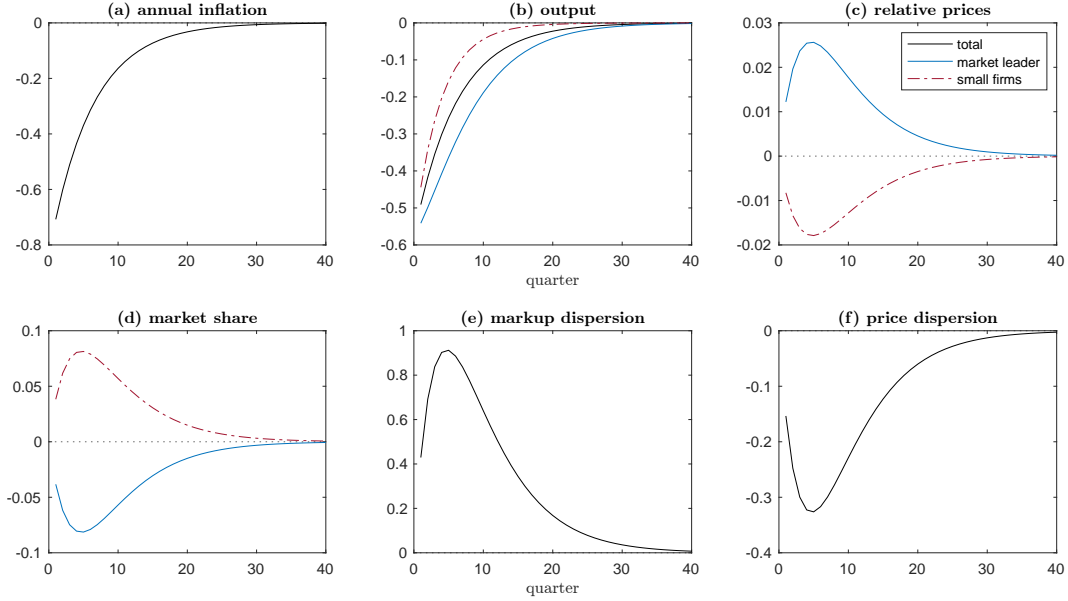 (a) annual inflation
0
-0.2
-0.4
-0.6
-0.8
0 10 20 30 40
(b) output
0
-0.1
-0.2
-0.3
-0.4
-0.5
-0.6
0 10 20 30 40
quarter
(c) relative prices
0.03
0.02
0.01
0
-0.01
-0.02
0 10 20 30 40
total
market leader
small firms
(d) market share
0.1
0.05
0
-0.05
-0.1
0 10 20 30 40
(e) markup dispersion
1
0.8
0.6
0.4
0.2
0
0 10 20 30 40
quarter
(f) price dispersion
0
-0.1
-0.2
-0.3
-0.4
0 10 20 30 40